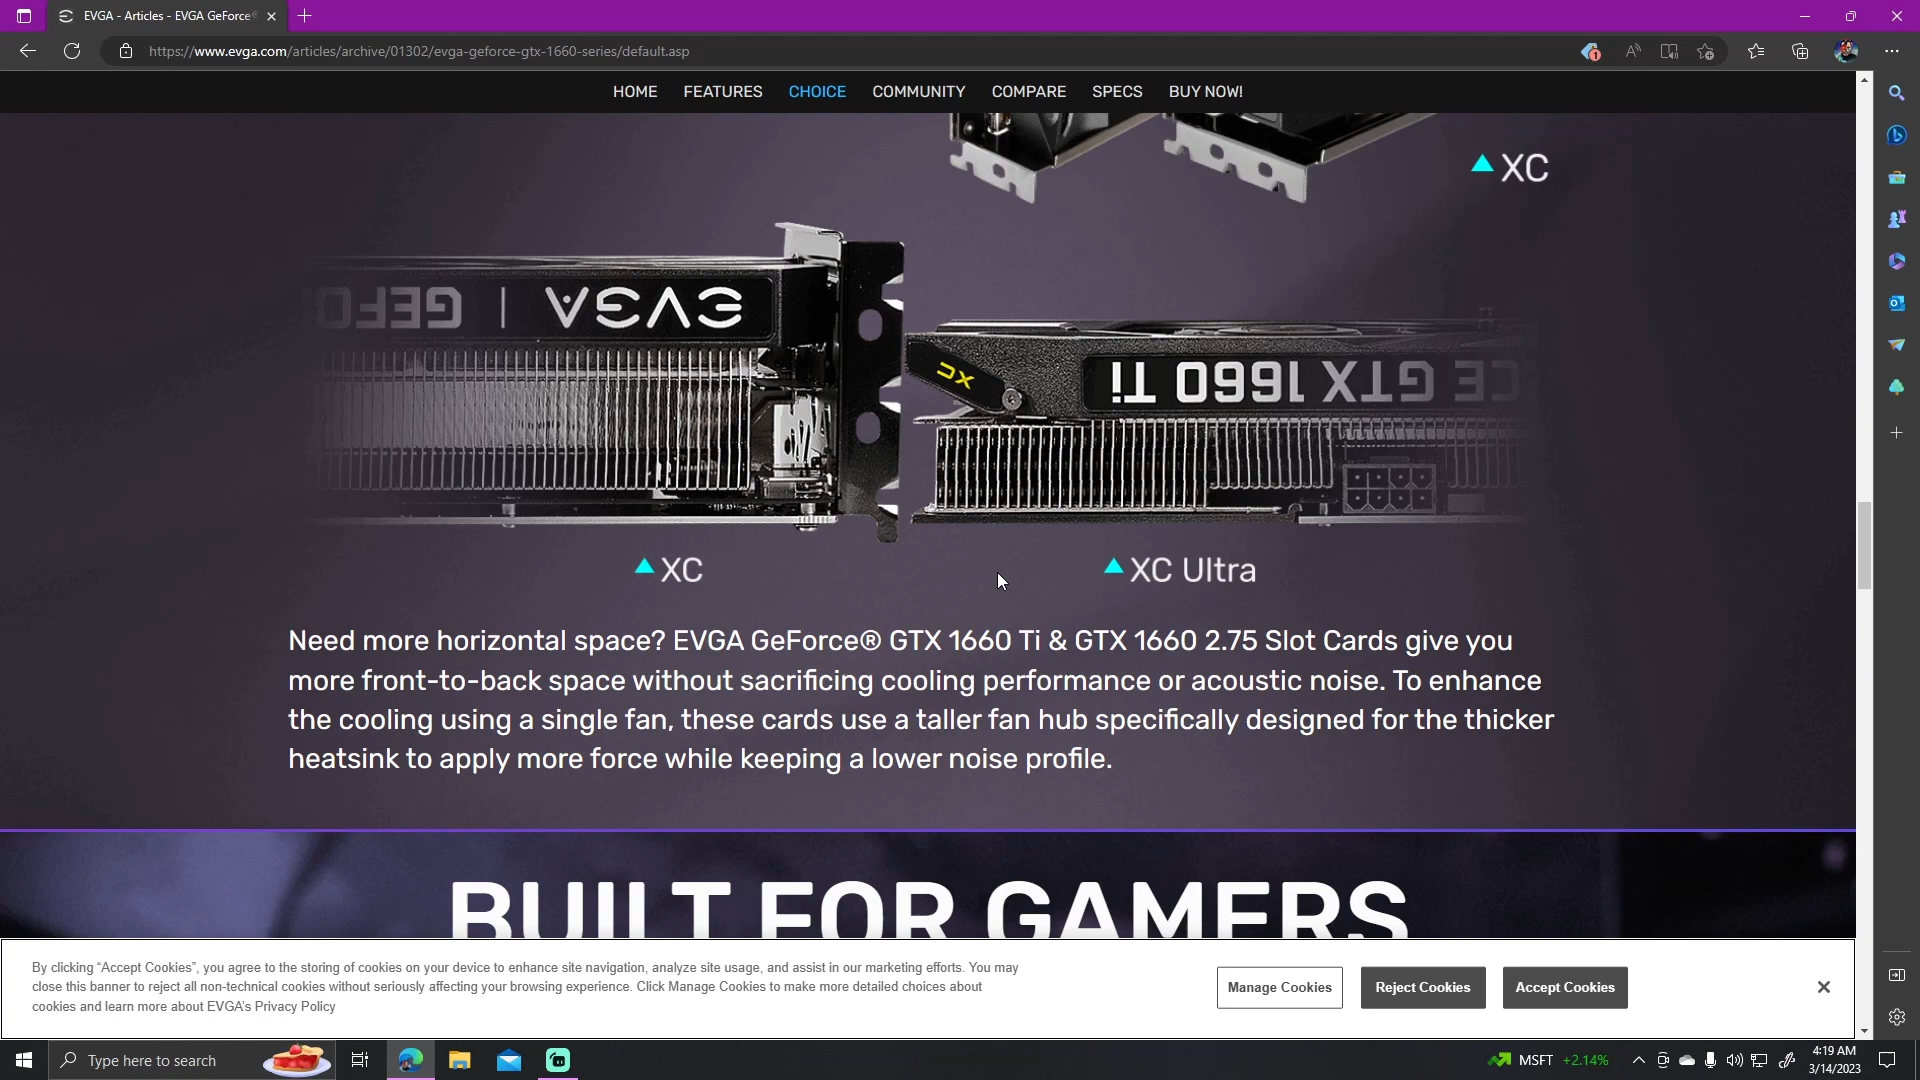 EVGA - Articles - EVGA GeForce
https://www.evga.com/articles/archive/01302/evga-geforce-gtx-1660-series/default.asp
1
HOME FEATURES CHOICE COMMUNITY COMPARE SPECS BUY NOW!
XC
EVGA | GEFO
XC
CE GTX 1660 Ti
XC
XC Ultra
Need more horizontal space? EVGA GeForce® GTX 1660 Ti & GTX 1660 2.75 Slot Cards give you
more front-to-back space without sacrificing cooling performance or acoustic noise. To enhance
the cooling using a single fan, these cards use a taller fan hub specifically designed for the thicker
heatsink to apply more force while keeping a lower noise profile.
BUILT FOR GAMERS
By clicking “Accept Cookies”, you agree to the storing of cookies on your device to enhance site navigation, analyze site usage, and assist in our marketing efforts. You may
close this banner to reject all non-technical cookies without seriously affecting your browsing experience. Click Manage Cookies to make more detailed choices about
cookies and learn more about EVGA's Privacy Policy
Manage Cookies
Reject Cookies
Accept Cookies
Type here to search
MSFT +2.14%
4:19 AM
3/14/2023